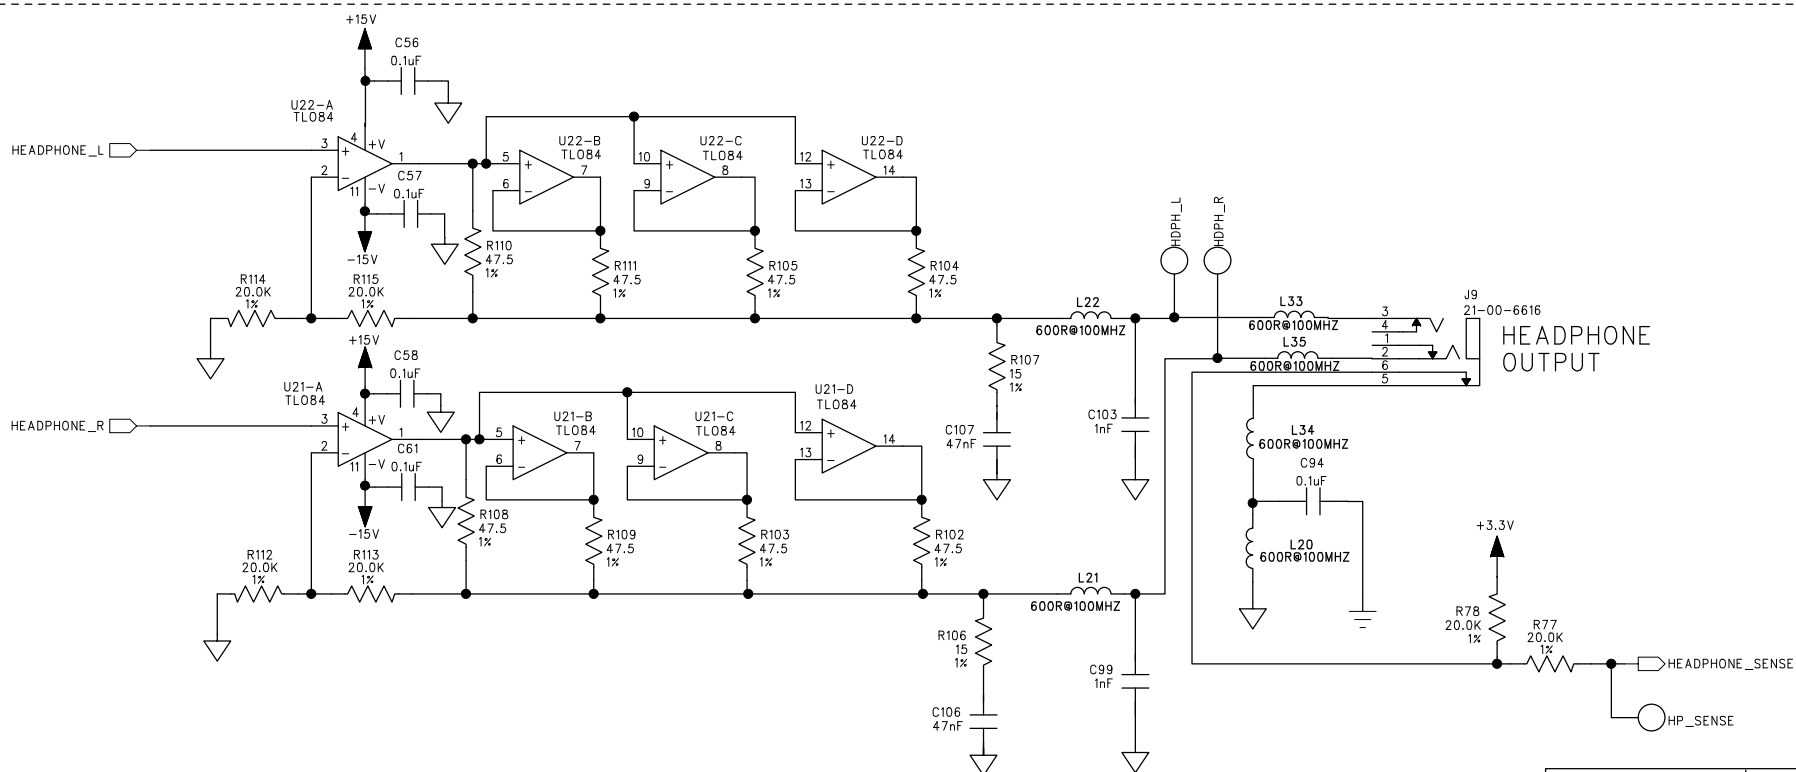 +15V
C56
0.1uF
U22-A
TL084
HEADPHONE_L
3
4
+V
1
2
11
-V
C57
0.1uF
-15V
U22-B
TL084
5
6
7
U22-C
TL084
10
9
8
U22-D
TL084
12
13
14
R110
47.5
1%
R111
47.5
1%
R105
47.5
1%
R104
47.5
1%
R114
20.0K
1%
R115
20.0K
1%
HDPH_L
HDPH_R
L22
600R@100MHZ
L33
600R@100MHZ
L35
600R@100MHZ
3
4
1
2
6
5
J9
21-00-6616
HEADPHONE
OUTPUT
R107
15
1%
C107
47nF
C103
1nF
+15V
C58
0.1uF
U21-A
TL084
HEADPHONE_R
3
4
+V
1
2
11
-V
C61
0.1uF
-15V
U21-B
TL084
5
6
7
U21-C
TL084
10
9
8
U21-D
TL084
12
13
14
R108
47.5
1%
R109
47.5
1%
R103
47.5
1%
R102
47.5
1%
R112
20.0K
1%
R113
20.0K
1%
L21
600R@100MHZ
R106
15
1%
C106
47nF
C99
1nF
L34
600R@100MHZ
C94
0.1uF
L20
600R@100MHZ
+3.3V
R78
20.0K
1%
R77
20.0K
1%
HEADPHONE_SENSE
HP_SENSE